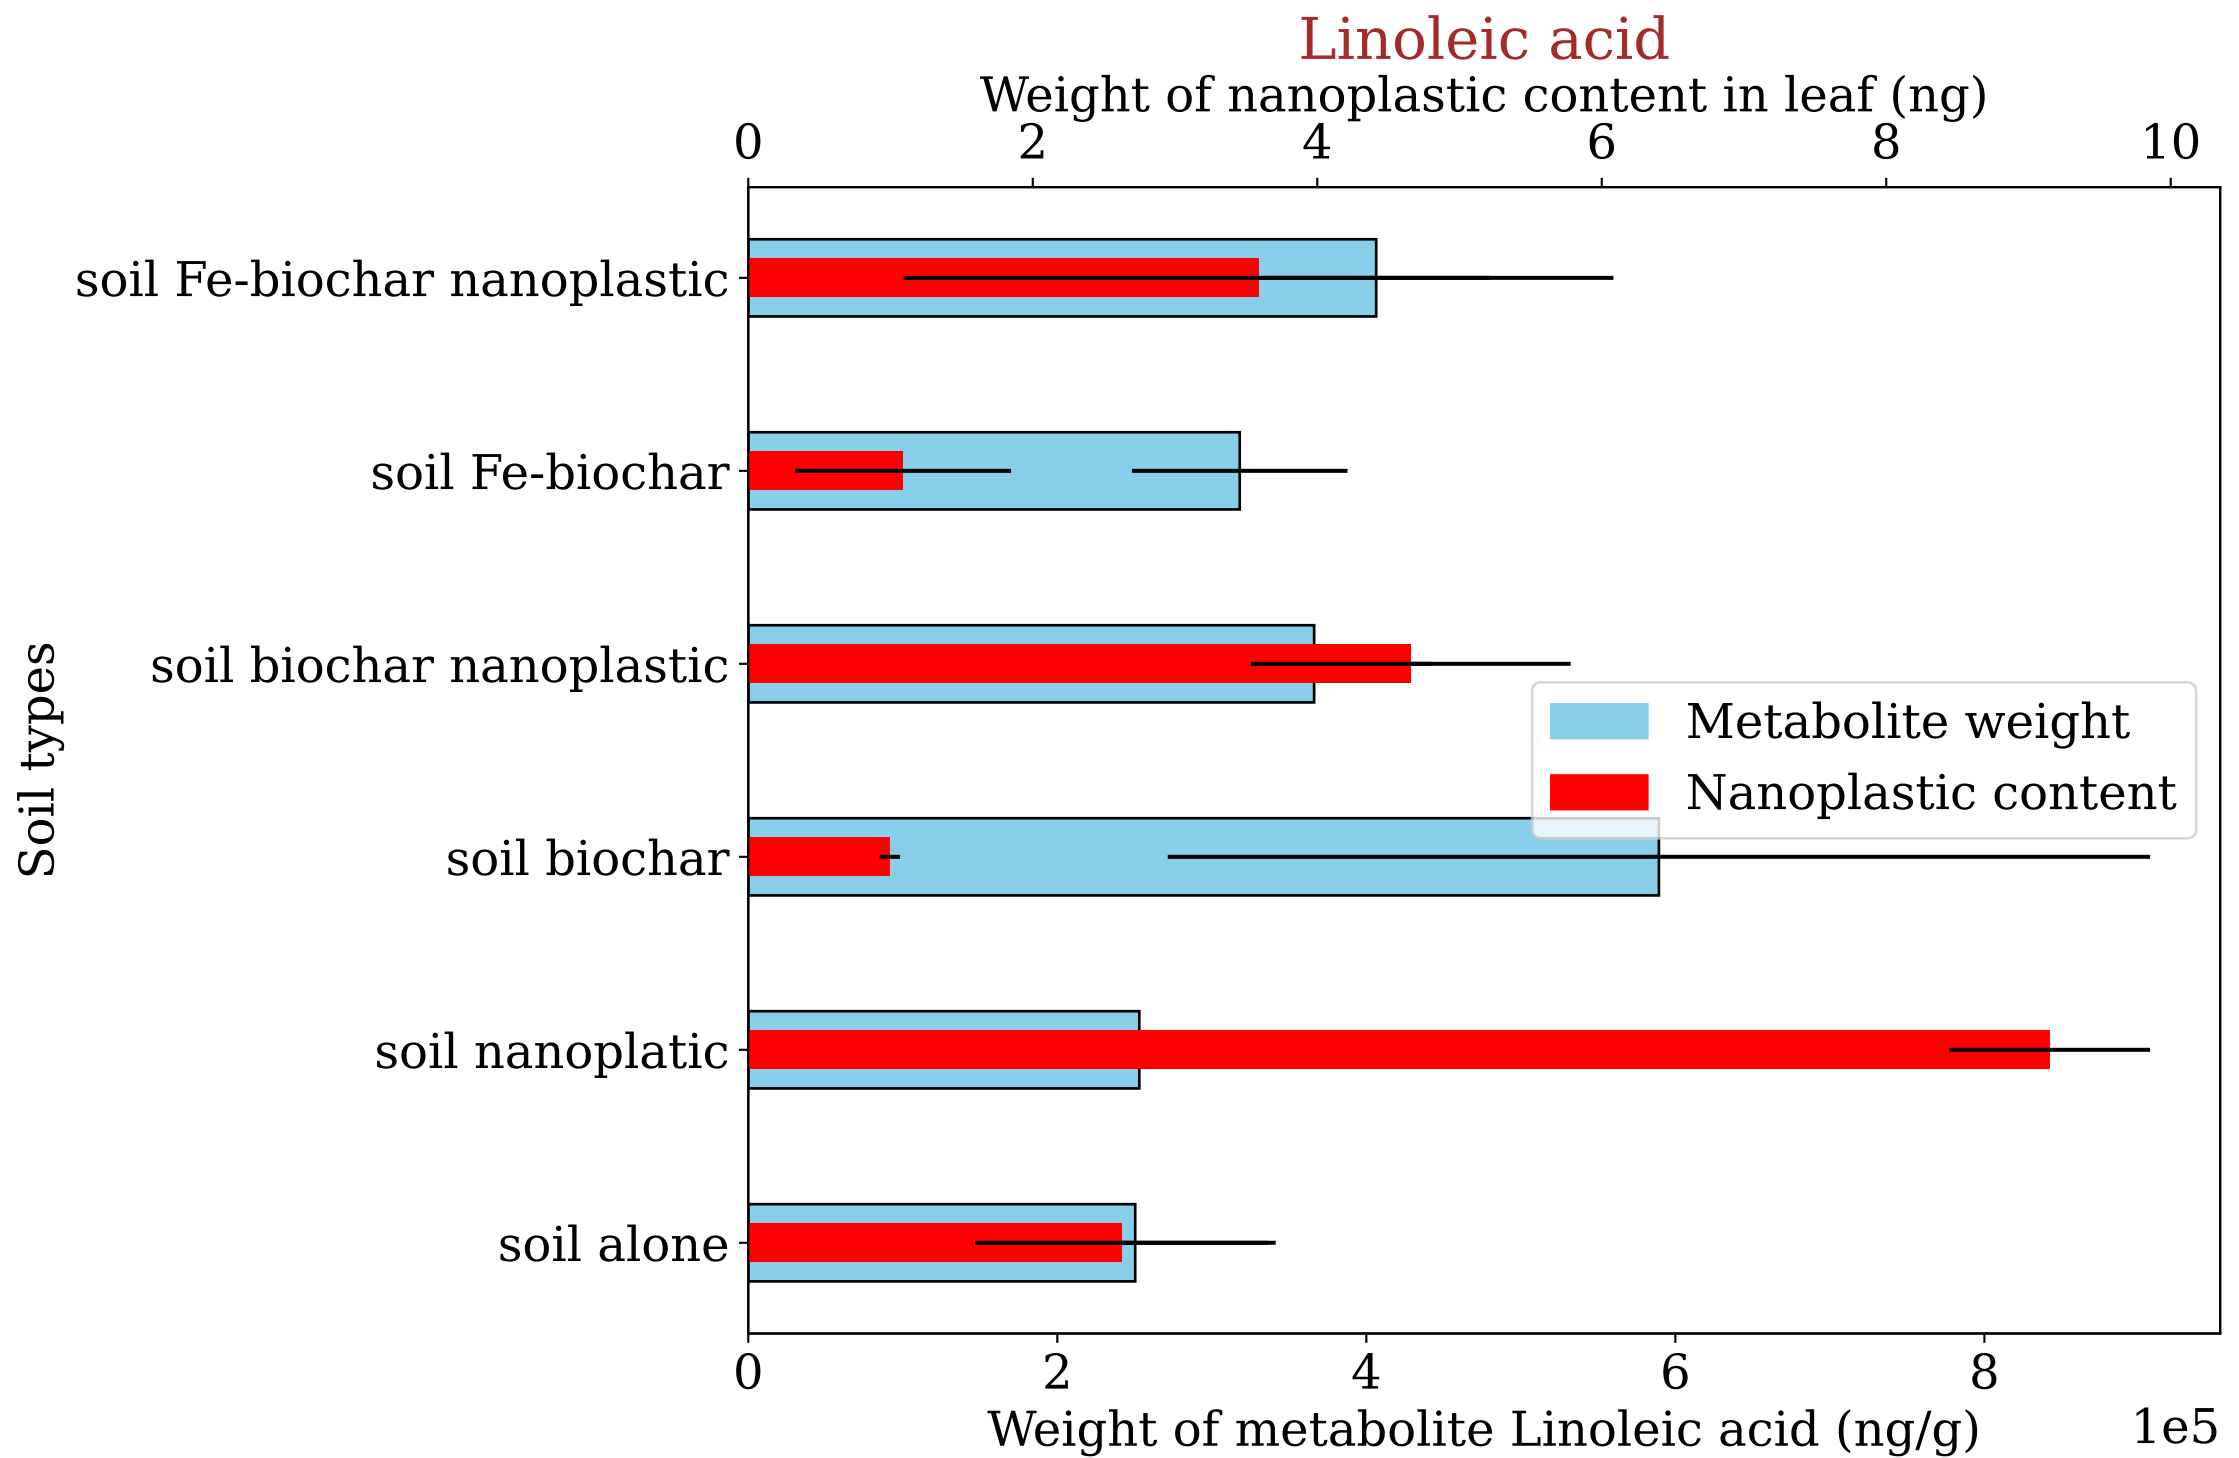 Linoleic acid
Weight of nanoplastic content in leaf (ng)
0 2 4 6 8 10
soil Fe-biochar nanoplastic
soil Fe-biochar
soil biochar nanoplastic
soil biochar
soil nanoplatic
soil alone
Soil types
Metabolite weight
Nanoplastic content
0 2 4 6 8
Weight of metabolite Linoleic acid (ng/g)
1e5